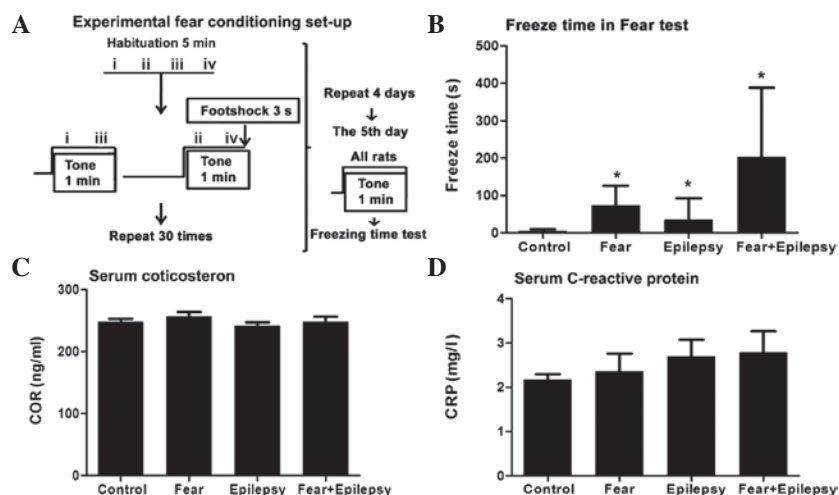 A
Experimental fear conditioning set-up
Habituation 5 min
i ii iii iv
Footshock 3 s
i iii
ii iv
Tone
1 min
Tone
1 min
Repeat 30 times
Repeat 4 days
The 5th day
All rats
Tone
1 min
Freezing time test
B
Freeze time in Fear test
Freeze time (s)
500
400
300
200
100
0
* * *
Control Fear Epilepsy Fear+Epilepsy
C
Serum coticosteron
COR (ng/ml)
300
200
100
0
Control Fear Epilepsy Fear+Epilepsy
D
Serum C-reactive protein
CRP (mg/l)
4
3
2
1
0
Control Fear Epilepsy Fear+Epilepsy